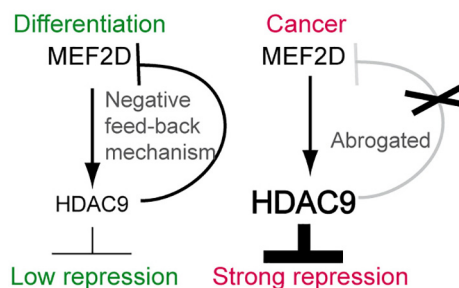 Differentiation
MEF2D
Negative
feed-back
mechanism
HDAC9
Low repression
Cancer
MEF2D
Abrogated
HDAC9
Strong repression